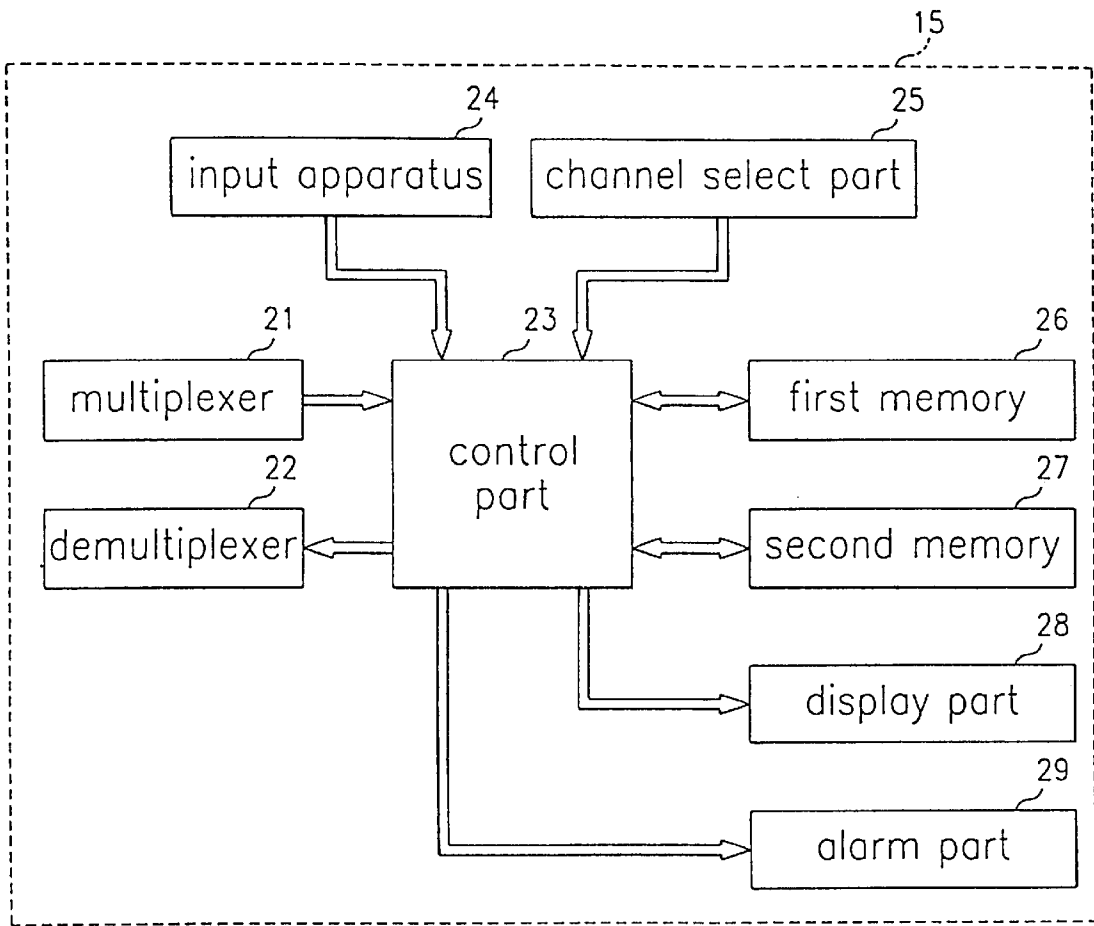 15
24
25
input apparatus
channel select part
21
23
26
multiplexer
first memory
control
part
22
27
demultiplexer
second memory
28
display part
29
alarm part